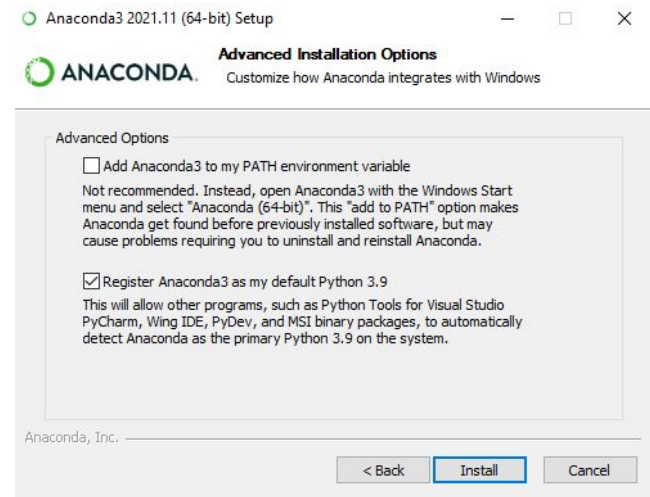 Anaconda3 2021.11 (64-bit) Setup
ANACONDA.
Advanced Installation Options
Customize how Anaconda integrates with Windows
Advanced Options
Add Anaconda3 to my PATH environment variable
Not recommended. Instead, open Anaconda3 with the Windows Start
menu and select "Anaconda (64-bit)". This "add to PATH" option makes
Anaconda get found before previously installed software, but may
cause problems requiring you to uninstall and reinstall Anaconda.
Register Anaconda3 as my default Python 3.9
This will allow other programs, such as Python Tools for Visual Studio
PyCharm, Wing IDE, PyDev, and MSI binary packages, to automatically
detect Anaconda as the primary Python 3.9 on the system.
Anaconda, Inc.
< Back Install Cancel